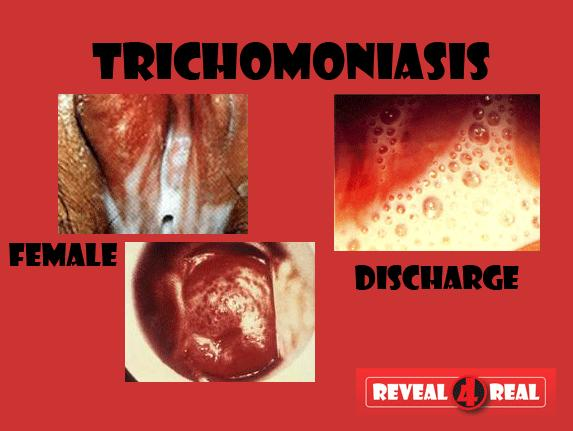 TRICHOMONIASIS
FEMALE
DISCHARGE
REVEAL 4 REAL